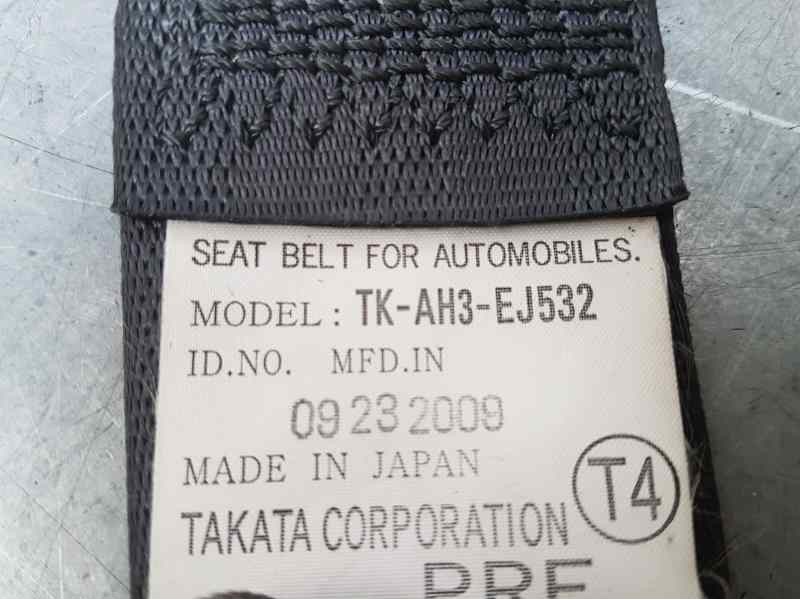 SEAT BELT FOR AUTOMOBILES.
MODEL: TK-AH3-EJ532
ID.NO. MFD.IN
09 23 2009
MADE IN JAPAN
TAKATA CORPORATION T4
PRE